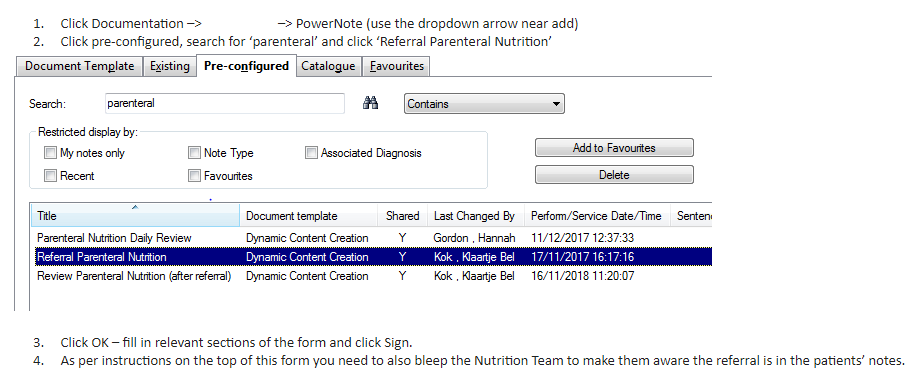 1. Click Documentation –> –> PowerNote (use the dropdown arrow near add)
2. Click pre-configured, search for ‘parenteral’ and click ‘Referral Parenteral Nutrition’
Document Template Existing Pre-configured Catalogue Favourites
Search: parenteral Contains
Restricted display by:
My notes only Note Type Associated Diagnosis Add to Favourites
Recent Favourites Delete
Title Document template Shared Last Changed By Perform/Service Date/Time Senten
Parenteral Nutrition Daily Review Dynamic Content Creation Y Gordon , Hannah 11/12/2017 12:37:33
Referral Parenteral Nutrition Dynamic Content Creation Y Kok , Klaartje Bel 17/11/2017 16:17:16
Review Parenteral Nutrition (after referral) Dynamic Content Creation Y Kok , Klaartje Bel 16/11/2018 11:20:07
3. Click OK – fill in relevant sections of the form and click Sign.
4. As per instructions on the top of this form you need to also bleep the Nutrition Team to make them aware the referral is in the patients’ notes.